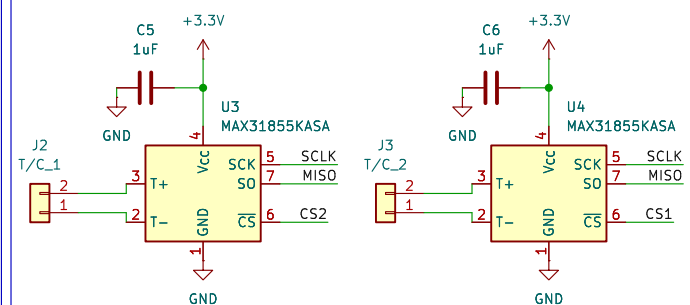 +3.3V
C5
1uF
GND
U3
MAX31855KASA
J2
T/C_1
2
1
3
T+
2
T-
4
Vcc
SCK
5
SCLK
SO
7
MISO
CS
6
CS2
GND
1
GND
+3.3V
C6
1uF
GND
U4
MAX31855KASA
J3
T/C_2
2
1
3
T+
2
T-
4
Vcc
SCK
5
SCLK
SO
7
MISO
CS
6
CS1
GND
1
GND